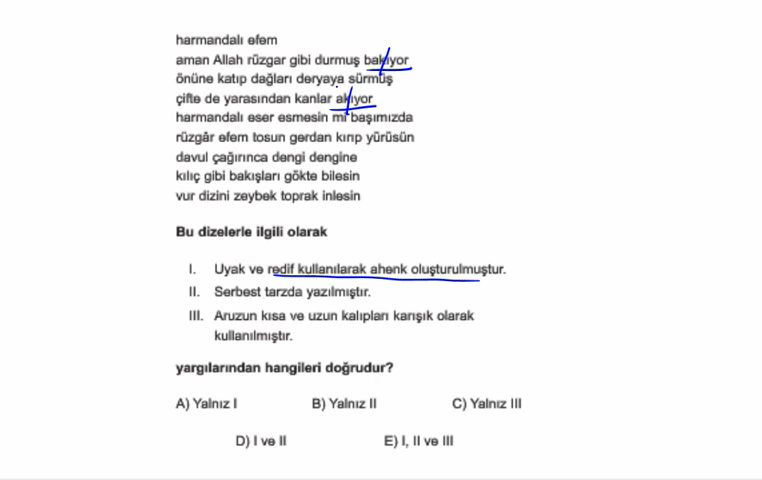 harmandalı efem
aman Allah rüzgar gibi durmuş bakıyor
önüne katıp dağları deryaya sürmüş
çifte de yarasından kanlar akıyor
harmandalı eser esmesin mi başımızda
rüzgâr efem tosun gerdan kırıp yürüsün
davul çağırınca dengi dengine
kılıç gibi bakışları gökte bilesin
vur dizini zeybek toprak inlesin
Bu dizelerle ilgili olarak
I. Uyak ve redif kullanılarak ahenk oluşturulmuştur.
II. Serbest tarzda yazılmıştır.
III. Aruzun kısa ve uzun kalıpları karışık olarak
kullanılmıştır.
yargılarından hangileri doğrudur?
A) Yalnız I B) Yalnız II C) Yalnız III
D) I ve II E) I, II ve III